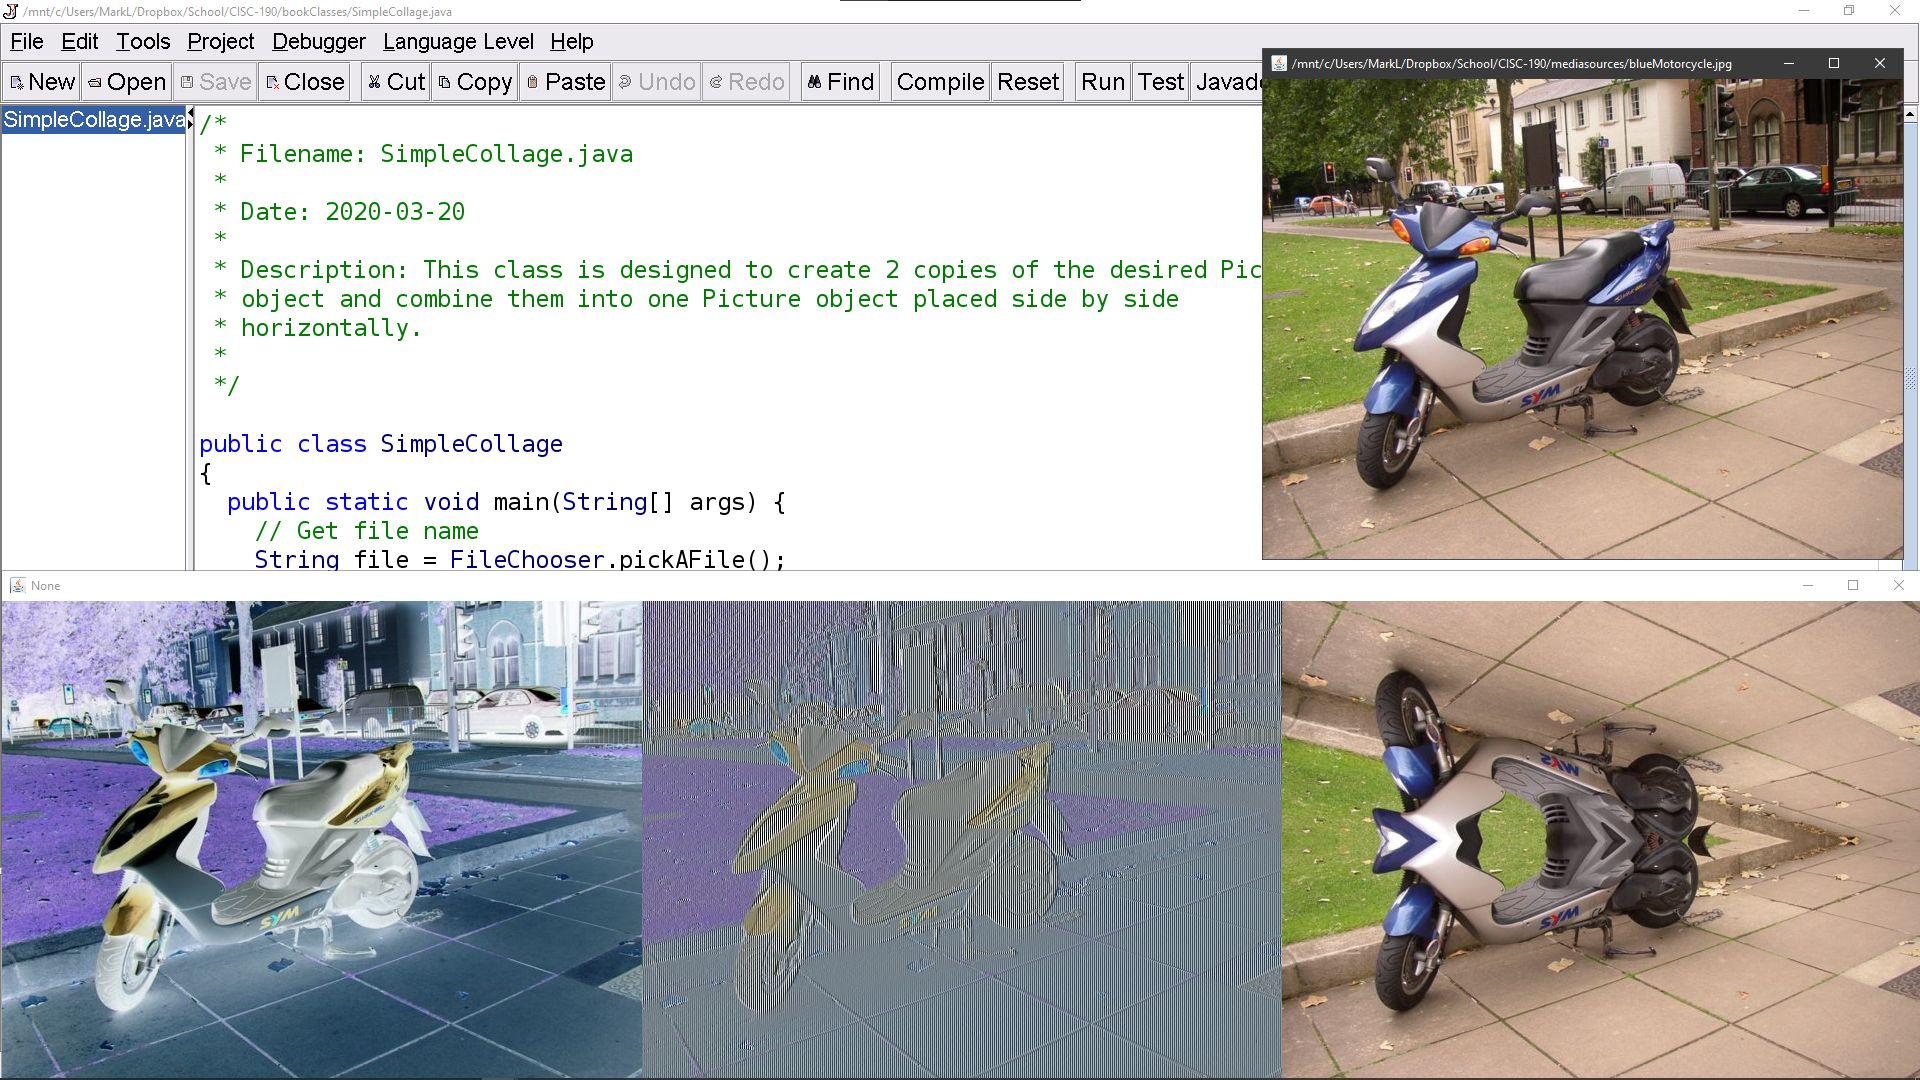 /mnt/c/Users/MarkL/Dropbox/School/CISC-190/bookClasses/SimpleCollage.java
File Edit Tools Project Debugger Language Level Help
New Open Save Close Cut Copy Paste Undo Redo Find Compile Reset Run Test Javad
SimpleCollage.java
/*
* Filename: SimpleCollage.java
*
* Date: 2020-03-20
*
* Description: This class is designed to create 2 copies of the desired Pic
* object and combine them into one Picture object placed side by side
* horizontally.
*
*/
public class SimpleCollage
{
public static void main(String[] args) {
// Get file name
String file = FileChooser.pickAFile();
/mnt/c/Users/MarkL/Dropbox/School/CISC-190/mediasources/blueMotorcycle.jpg
SYM
None
SYM
SYM
SYM